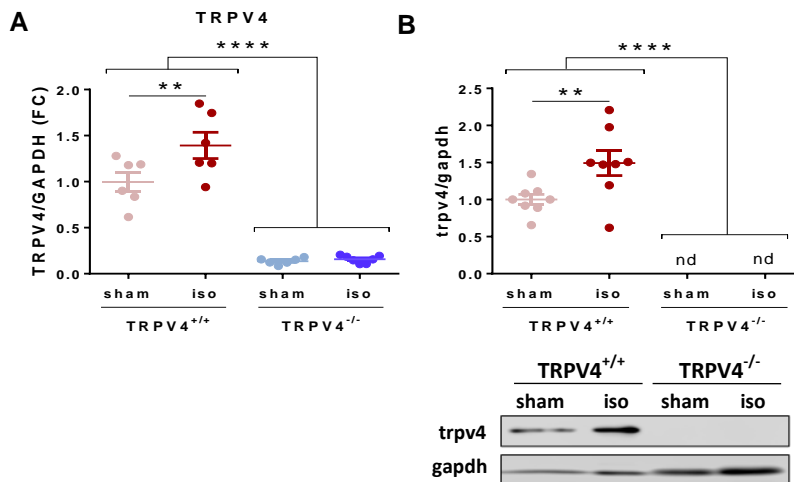 A
TRPV4
****
**
TRPV4/GAPDH (FC)
2.0
1.5
1.0
0.5
0.0
sham iso sham iso
TRPV4+/+ TRPV4-/-
B
****
**
trpv4/gapdh
2.5
2.0
1.5
1.0
0.5
0.0
nd nd
sham iso sham iso
TRPV4+/+ TRPV4-/-
TRPV4+/+ TRPV4-/-
sham iso sham iso
trpv4
gapdh